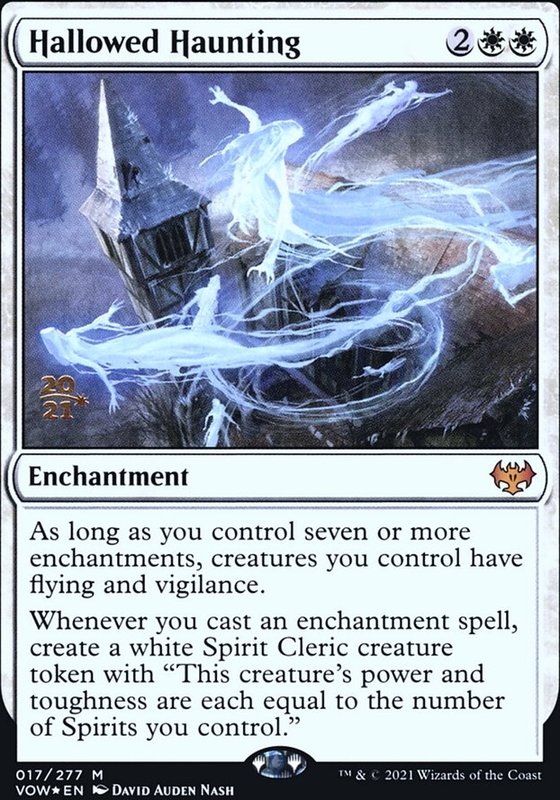 Hallowed Haunting 2
20
21
Enchantment
As long as you control seven or more
enchantments, creatures you control have
flying and vigilance.
Whenever you cast an enchantment spell,
create a white Spirit Cleric creature
token with “This creature’s power and
toughness are each equal to the number
of Spirits you control.”
017/277 M
VOW★EN David Auden Nash
™ & © 2021 Wizards of the Coast